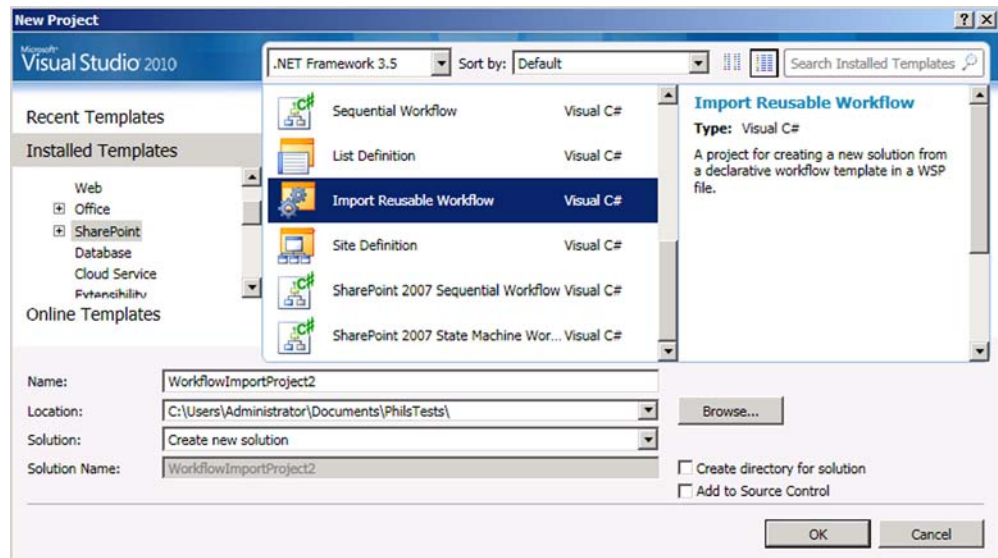 New Project
Microsoft
Visual Studio 2010
.NET Framework 3.5
Sort by: Default
Search Installed Templates
Recent Templates
Installed Templates
Web
Office
SharePoint
Database
Cloud Service
Extensibility
Online Templates
Sequential Workflow Visual C#
List Definition Visual C#
Import Reusable Workflow Visual C#
Site Definition Visual C#
SharePoint 2007 Sequential Workflow Visual C#
SharePoint 2007 State Machine Wor... Visual C#
Import Reusable Workflow
Type: Visual C#
A project for creating a new solution from
a declarative workflow template in a WSP
file.
Name: WorkflowImportProject2
Location: C:\Users\Administrator\Documents\PhilsTests\
Browse...
Solution: Create new solution
Solution Name: WorkflowImportProject2
Create directory for solution
Add to Source Control
OK
Cancel